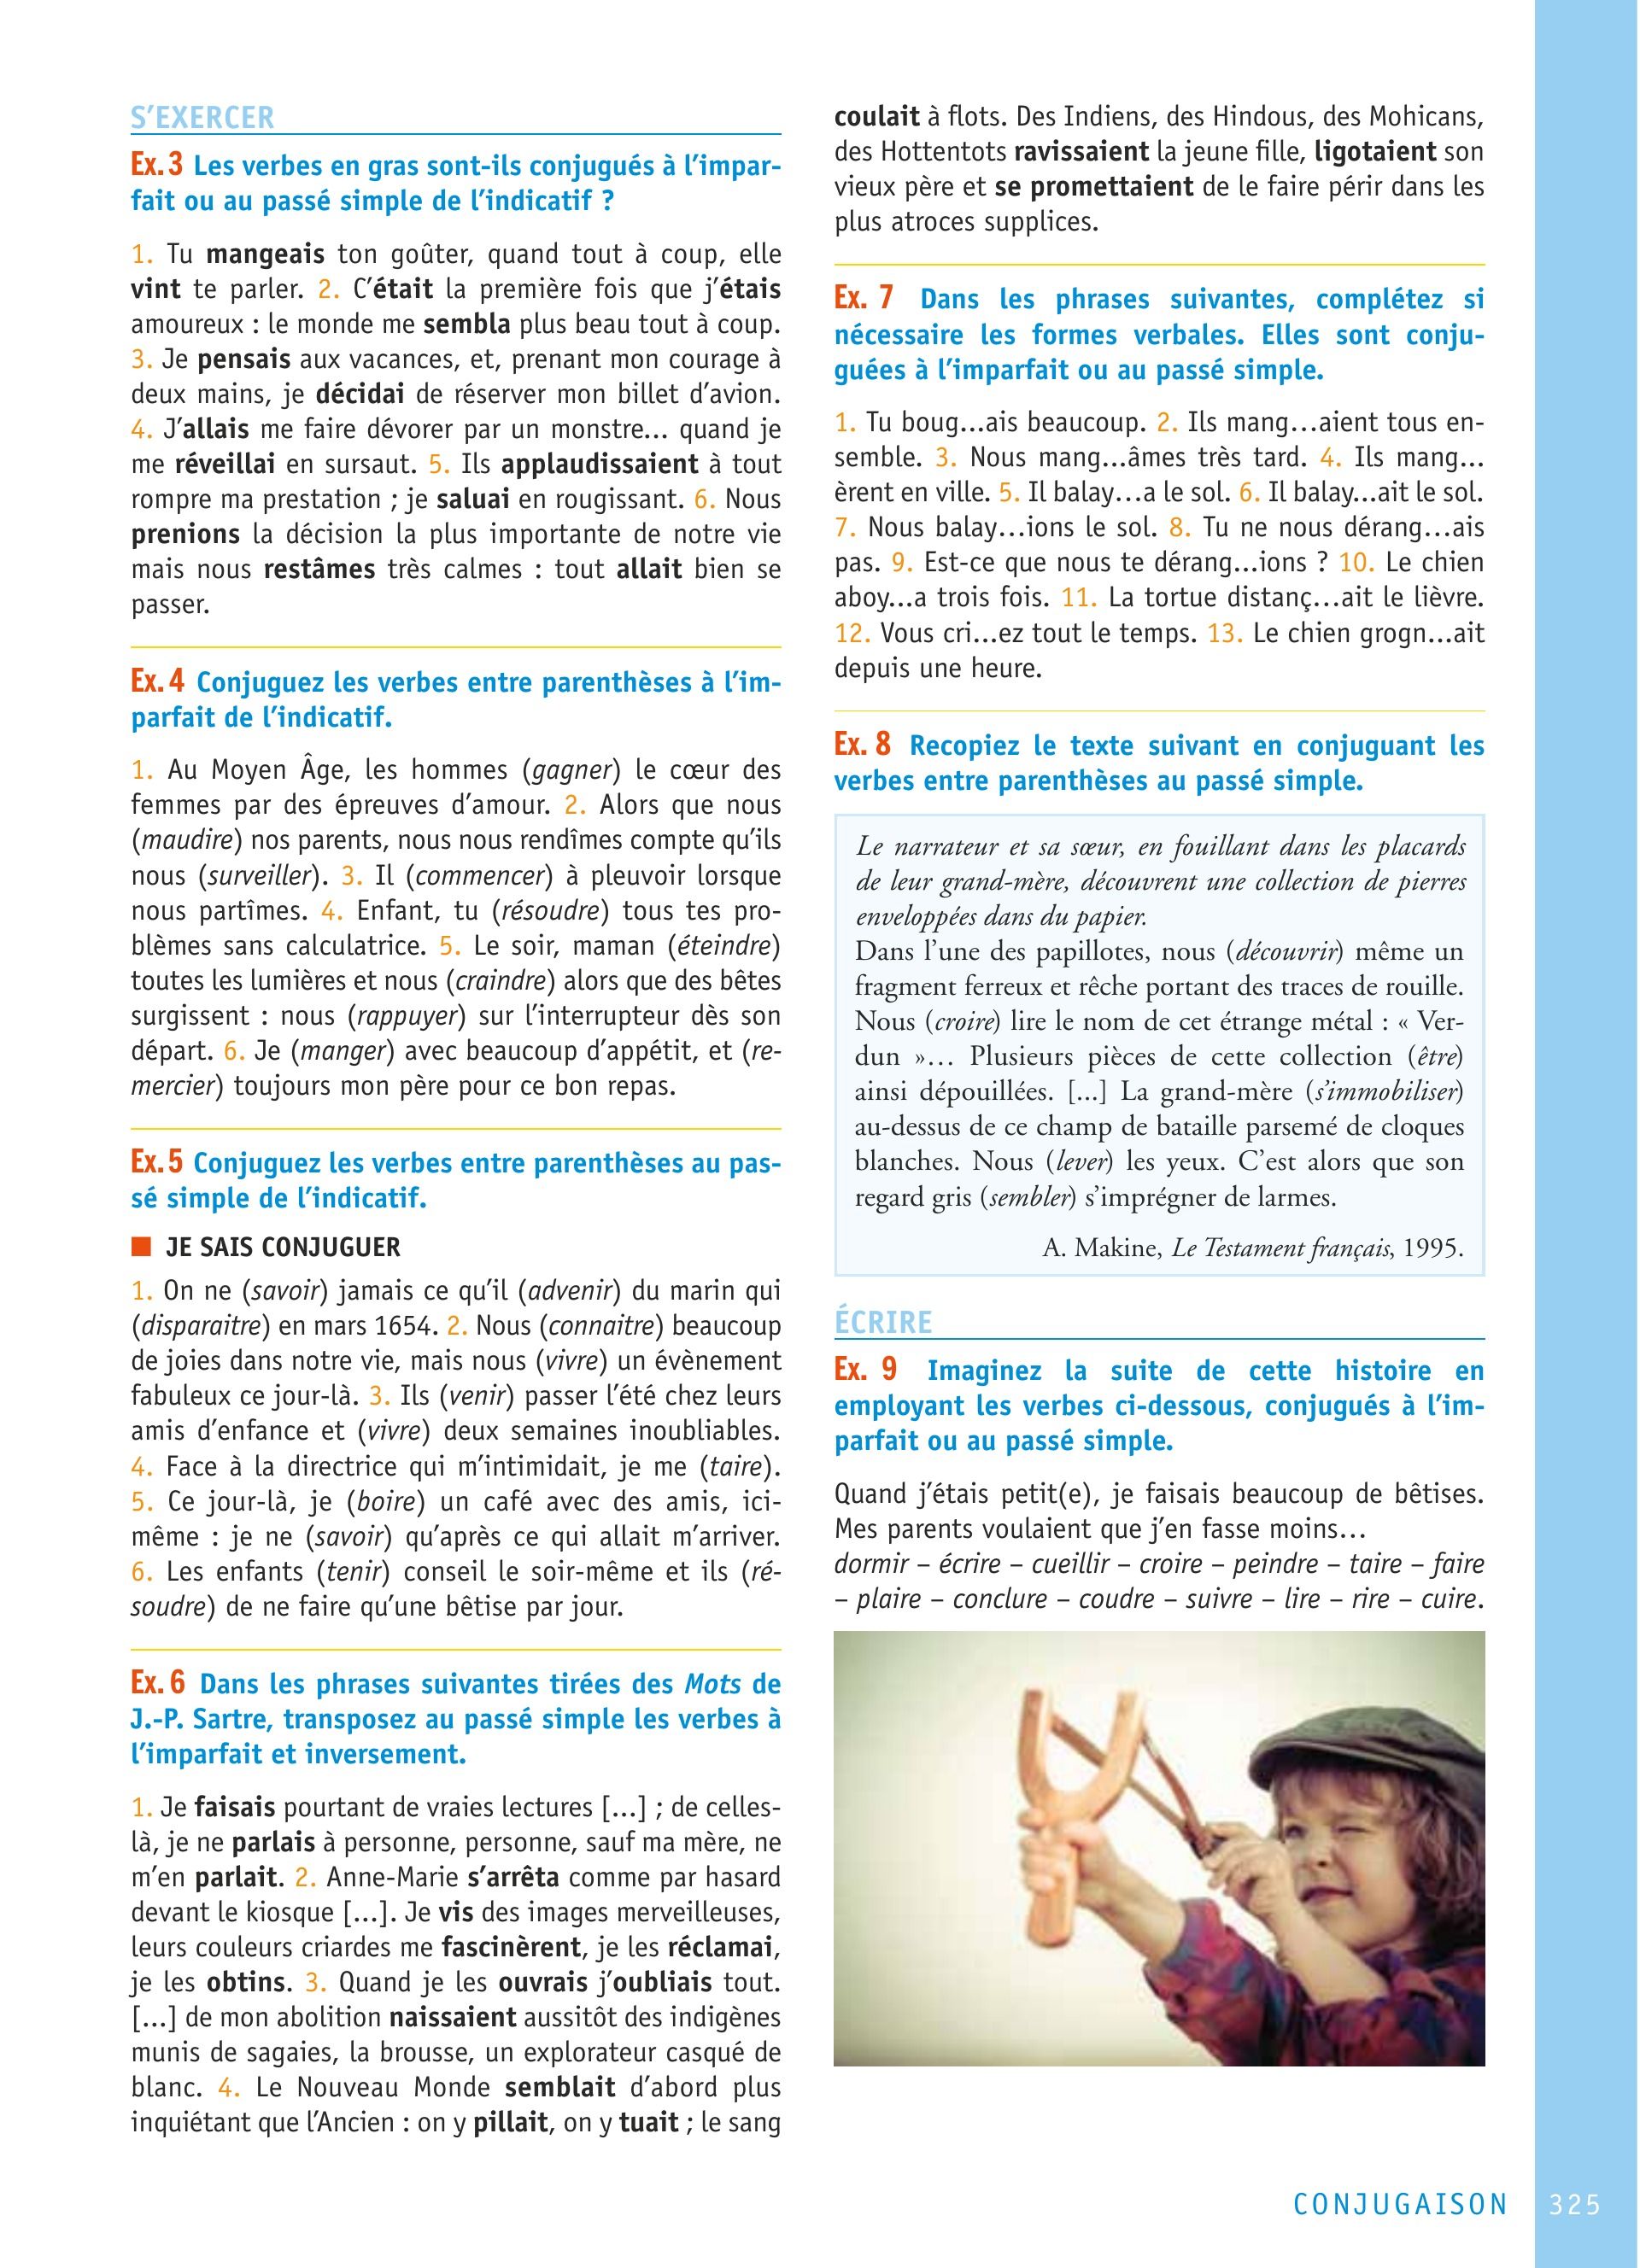 S'EXERCER
Ex. 3 Les verbes en gras sont-ils conjugués à l'impar-
fait ou au passé simple de l'indicatif ?
1. Tu mangeais ton goûter, quand tout à coup, elle
vint te parler. 2. C'était la première fois que j'étais
amoureux : le monde me sembla plus beau tout à coup.
3. Je pensais aux vacances, et, prenant mon courage à
deux mains, je décidai de réserver mon billet d'avion.
4. J'allais me faire dévorer par un monstre... quand je
me réveillai en sursaut. 5. Ils applaudissaient à tout
rompre ma prestation ; je saluai en rougissant. 6. Nous
prenions la décision la plus importante de notre vie
mais nous restâmes très calmes : tout allait bien se
passer.
Ex. 4 Conjuguez les verbes entre parenthèses à l'im-
parfait de l'indicatif.
1. Au Moyen Âge, les hommes (gagner) le cœur des
femmes par des épreuves d'amour. 2. Alors que nous
(maudire) nos parents, nous nous rendîmes compte qu'ils
nous (surveiller). 3. Il (commencer) à pleuvoir lorsque
nous partîmes. 4. Enfant, tu (résoudre) tous tes pro-
blèmes sans calculatrice. 5. Le soir, maman (éteindre)
toutes les lumières et nous (craindre) alors que des bêtes
surgissent : nous (rappuyer) sur l'interrupteur dès son
départ. 6. Je (manger) avec beaucoup d'appétit, et (re-
mercier) toujours mon père pour ce bon repas.
Ex. 5 Conjuguez les verbes entre parenthèses au pas-
sé simple de l'indicatif.
■ JE SAIS CONJUGUER
1. On ne (savoir) jamais ce qu'il (advenir) du marin qui
(disparaitre) en mars 1654. 2. Nous (connaitre) beaucoup
de joies dans notre vie, mais nous (vivre) un évènement
fabuleux ce jour-là. 3. Ils (venir) passer l'été chez leurs
amis d'enfance et (vivre) deux semaines inoubliables.
4. Face à la directrice qui m'intimidait, je me (taire).
5. Ce jour-là, je (boire) un café avec des amis, ici-
même : je ne (savoir) qu'après ce qui allait m'arriver.
6. Les enfants (tenir) conseil le soir-même et ils (ré-
soudre) de ne faire qu'une bêtise par jour.
Ex. 6 Dans les phrases suivantes tirées des Mots de
J.-P. Sartre, transposez au passé simple les verbes à
l'imparfait et inversement.
1. Je faisais pourtant de vraies lectures [...] ; de celles-
là, je ne parlais à personne, personne, sauf ma mère, ne
m'en parlait. 2. Anne-Marie s'arrêta comme par hasard
devant le kiosque [...]. Je vis des images merveilleuses,
leurs couleurs criardes me fascinèrent, je les réclamai,
je les obtins. 3. Quand je les ouvrais j'oubliais tout.
[...] de mon abolition naissaient aussitôt des indigènes
munis de sagaies, la brousse, un explorateur casqué de
blanc. 4. Le Nouveau Monde semblait d'abord plus
inquiétant que l'Ancien : on y pillait, on y tuait ; le sang
coulait à flots. Des Indiens, des Hindous, des Mohicans,
des Hottentots ravissaient la jeune fille, ligotaient son
vieux père et se promettaient de le faire périr dans les
plus atroces supplices.
Ex. 7 Dans les phrases suivantes, complétez si
nécessaire les formes verbales. Elles sont conju-
guées à l'imparfait ou au passé simple.
1. Tu boug...ais beaucoup. 2. Ils mang...aient tous en-
semble. 3. Nous mang...âmes très tard. 4. Ils mang...
èrent en ville. 5. Il balay...a le sol. 6. Il balay...ait le sol.
7. Nous balay...ions le sol. 8. Tu ne nous dérang...ais
pas. 9. Est-ce que nous te dérang...ions ? 10. Le chien
aboy...a trois fois. 11. La tortue distanç...ait le lièvre.
12. Vous cri...ez tout le temps. 13. Le chien grogn...ait
depuis une heure.
Ex. 8 Recopiez le texte suivant en conjuguant les
verbes entre parenthèses au passé simple.
Le narrateur et sa sœur, en fouillant dans les placards
de leur grand-mère, découvrent une collection de pierres
enveloppées dans du papier.
Dans l'une des papillotes, nous (découvrir) même un
fragment ferreux et rêche portant des traces de rouille.
Nous (croire) lire le nom de cet étrange métal : « Ver-
dun »... Plusieurs pièces de cette collection (être)
ainsi dépouillées. [...] La grand-mère (s'immobiliser)
au-dessus de ce champ de bataille parsemé de cloques
blanches. Nous (lever) les yeux. C'est alors que son
regard gris (sembler) s'imprégner de larmes.
A. Makine, Le Testament français, 1995.
ÉCRIRE
Ex. 9 Imaginez la suite de cette histoire en
employant les verbes ci-dessous, conjugués à l'im-
parfait ou au passé simple.
Quand j'étais petit(e), je faisais beaucoup de bêtises.
Mes parents voulaient que j'en fasse moins...
dormir – écrire – cueillir – croire – peindre – taire – faire
– plaire – conclure – coudre – suivre – lire – rire – cuire.
CONJUGAISON 325